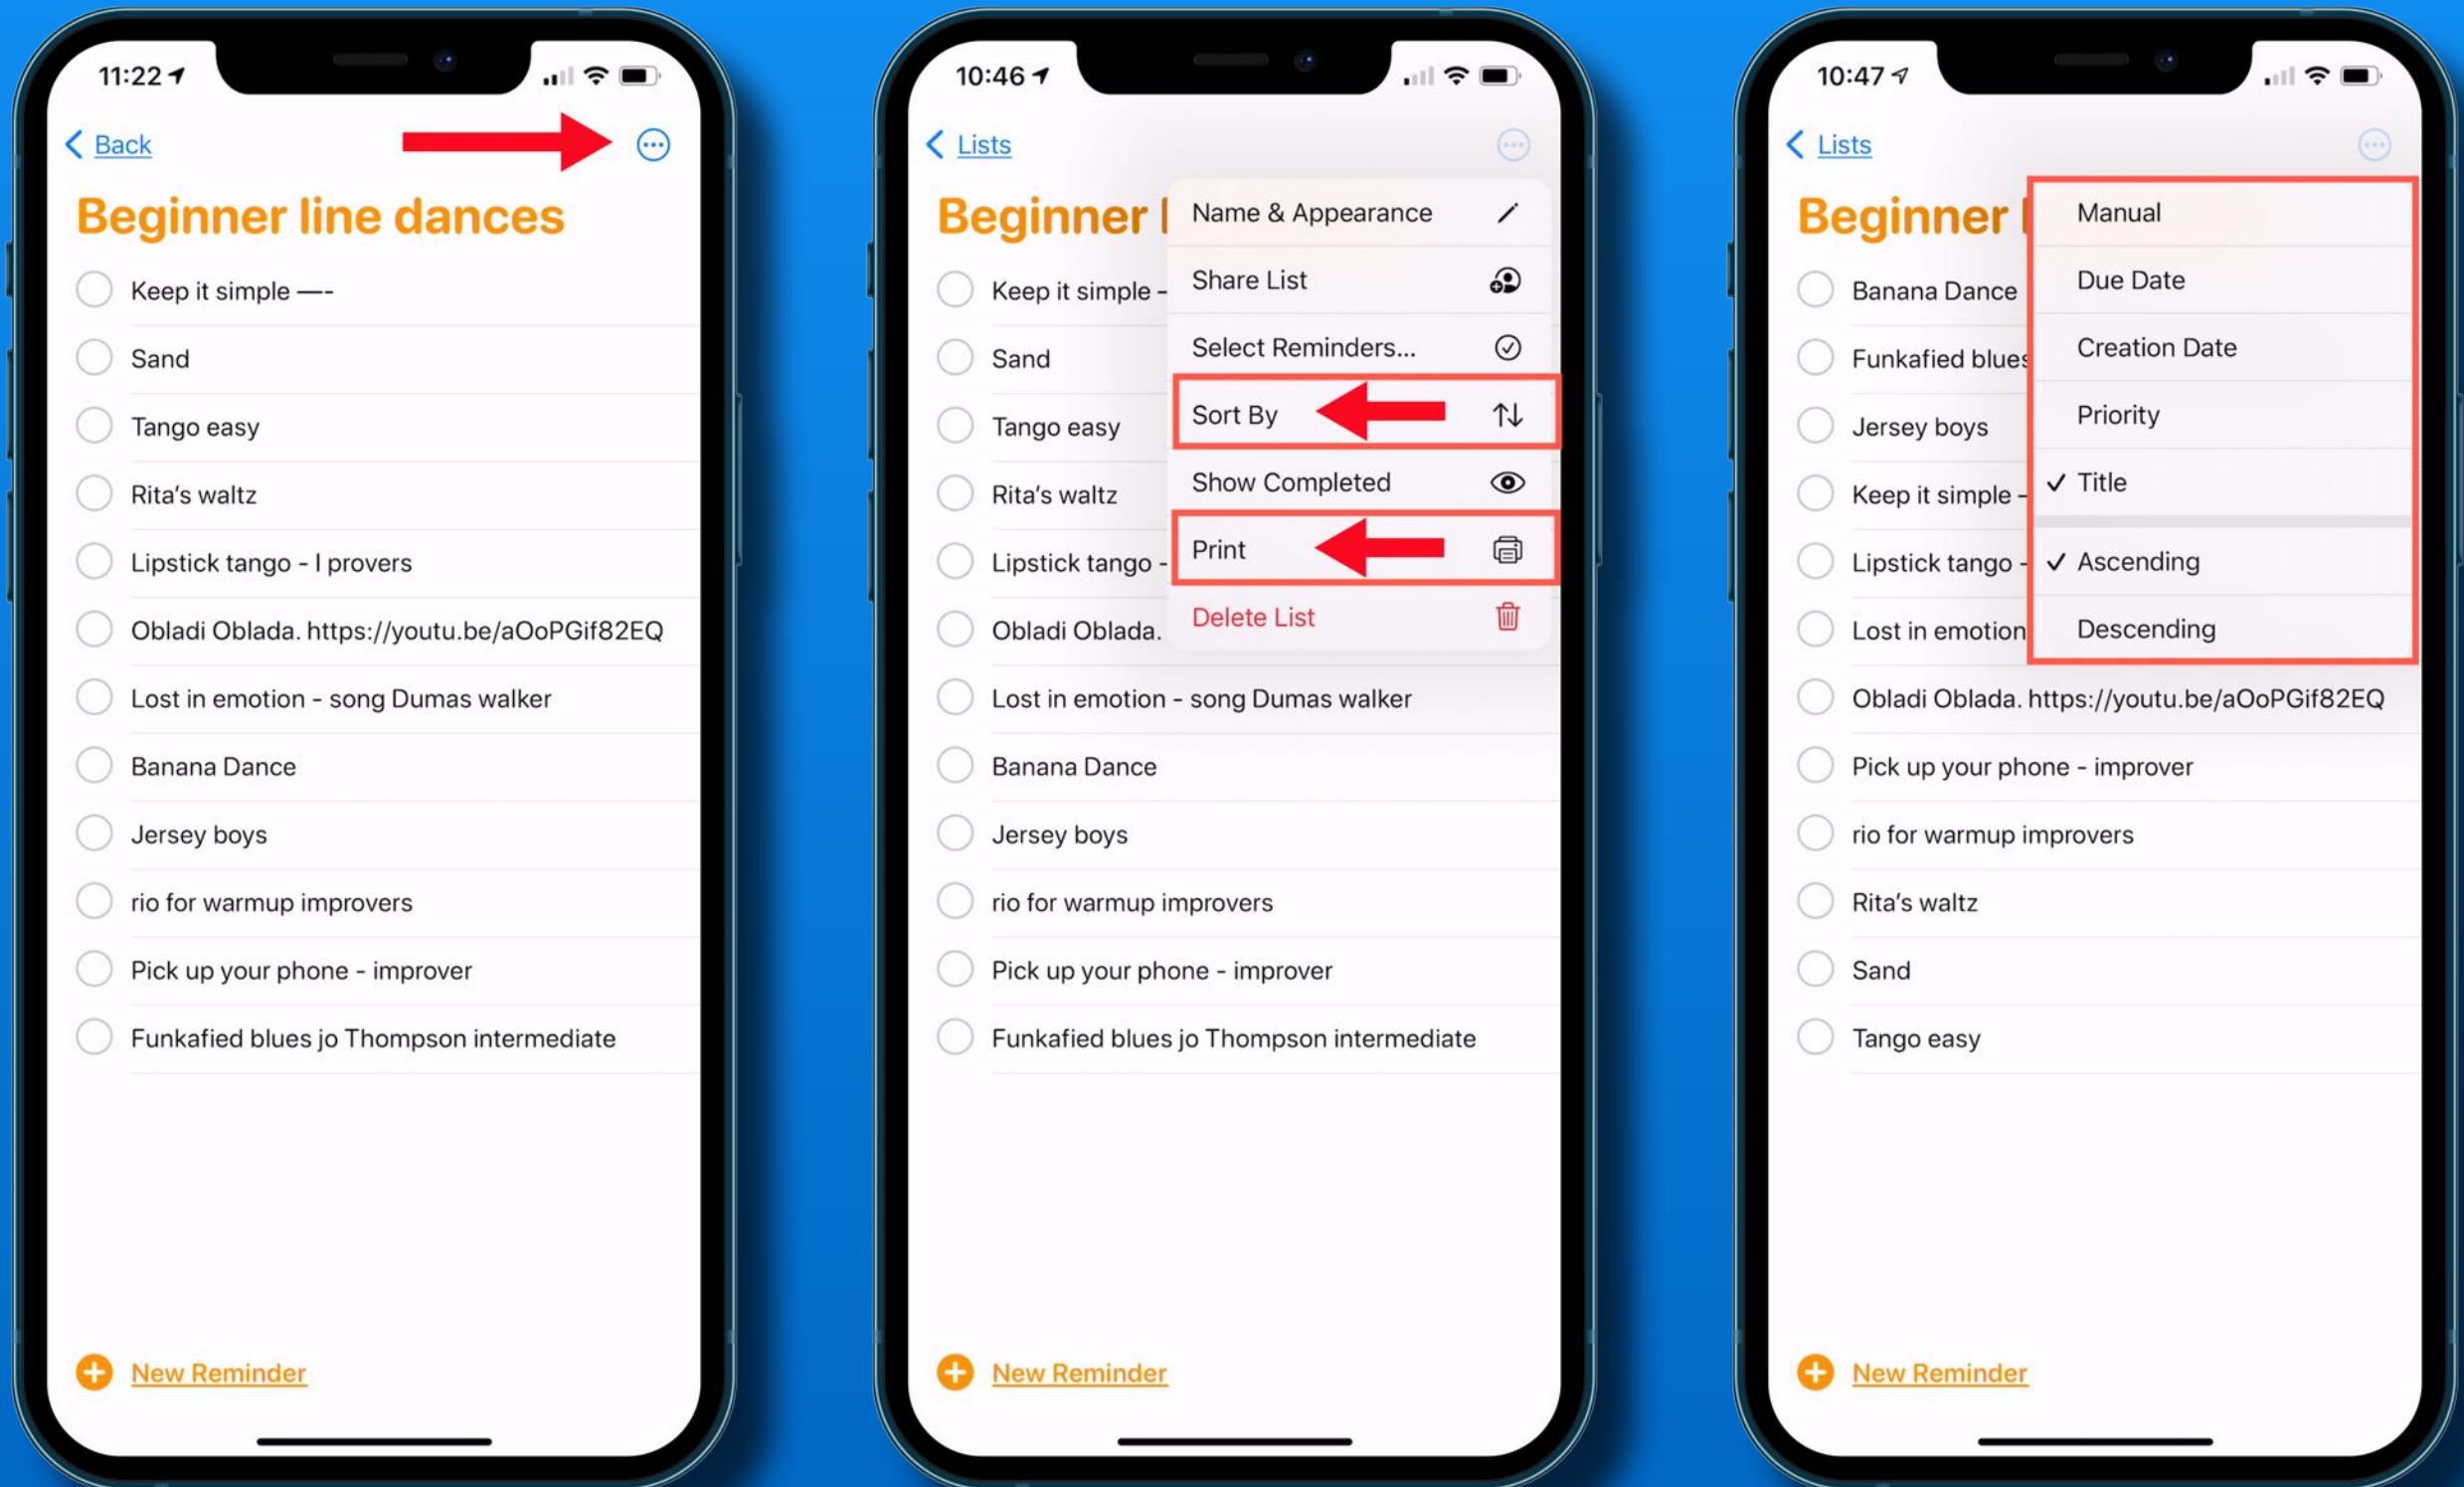 11:22
Back
Beginner line dances
Keep it simple —-
Sand
Tango easy
Rita's waltz
Lipstick tango - I provers
Obladi Oblada. https://youtu.be/aOoPGif82EQ
Lost in emotion - song Dumas walker
Banana Dance
Jersey boys
rio for warmup improvers
Pick up your phone - improver
Funkafied blues jo Thompson intermediate
New Reminder
10:46
Lists
Beginner
Name & Appearance
Keep it simple -
Share List
Sand
Select Reminders...
Tango easy
Sort By
Rita's waltz
Show Completed
Lipstick tango -
Print
Obladi Oblada.
Delete List
Lost in emotion - song Dumas walker
Banana Dance
Jersey boys
rio for warmup improvers
Pick up your phone - improver
Funkafied blues jo Thompson intermediate
New Reminder
10:47
Lists
Beginner
Manual
Banana Dance
Due Date
Funkafied blues
Creation Date
Jersey boys
Priority
Keep it simple -
Title
Lipstick tango -
Ascending
Lost in emotion
Descending
Obladi Oblada. https://youtu.be/aOoPGif82EQ
Pick up your phone - improver
rio for warmup improvers
Rita's waltz
Sand
Tango easy
New Reminder